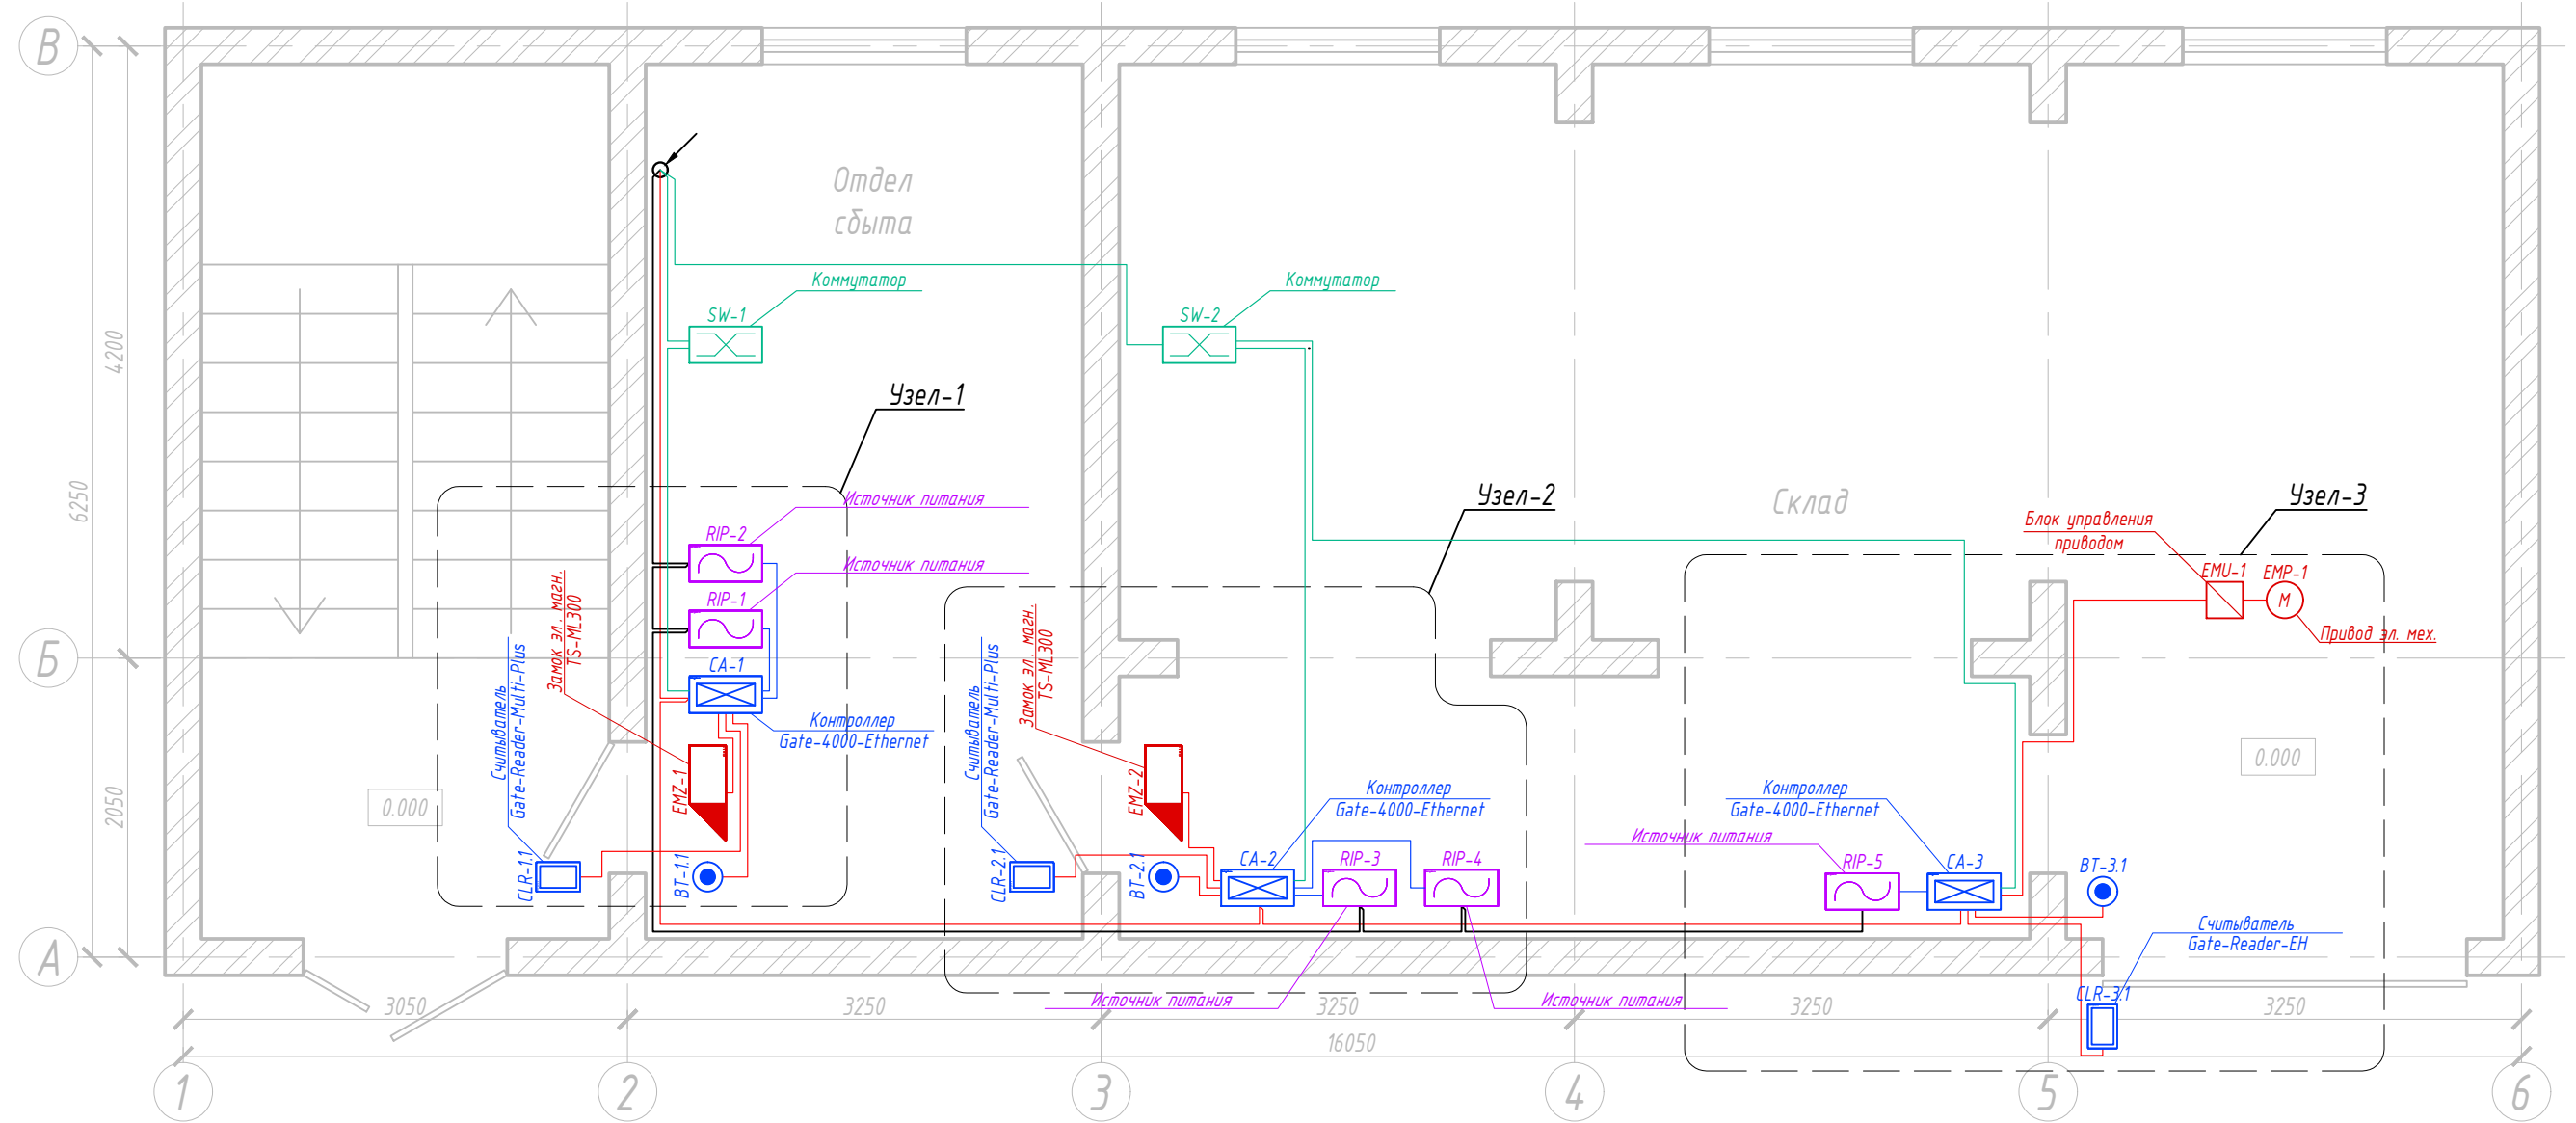 В
Отдел
сбыта
Коммутатор
Коммутатор
SW-1
SW-2
4200
Узел-1
6250
Источник питания
Узел-2
Склад
Узел-3
Блок управления
приводом
RIP-2
Источник питания
EMU-1
EMP-1
M
RIP-1
Замок эл. магн.
TS-ML300
Замок эл. магн.
TS-ML300
Привод эл. мех.
Б
CA-1
Считыватель
Gate-Reader-Multi-Plus
Считыватель
Gate-Reader-Multi-Plus
Контроллер
Gate-4000-Ethernet
0.000
0.000
2050
EMZ-1
EMZ-2
Контроллер
Gate-4000-Ethernet
Контроллер
Gate-4000-Ethernet
Источник питания
CLR-1.1
BT-1.1
CLR-2.1
BT-2.1
CA-2
RIP-3
RIP-4
RIP-5
CA-3
BT-3.1
Считыватель
Gate-Reader-EH
А
CLR-3.1
Источник питания
Источник питания
3050
3250
3250
3250
3250
16050
1
2
3
4
5
6